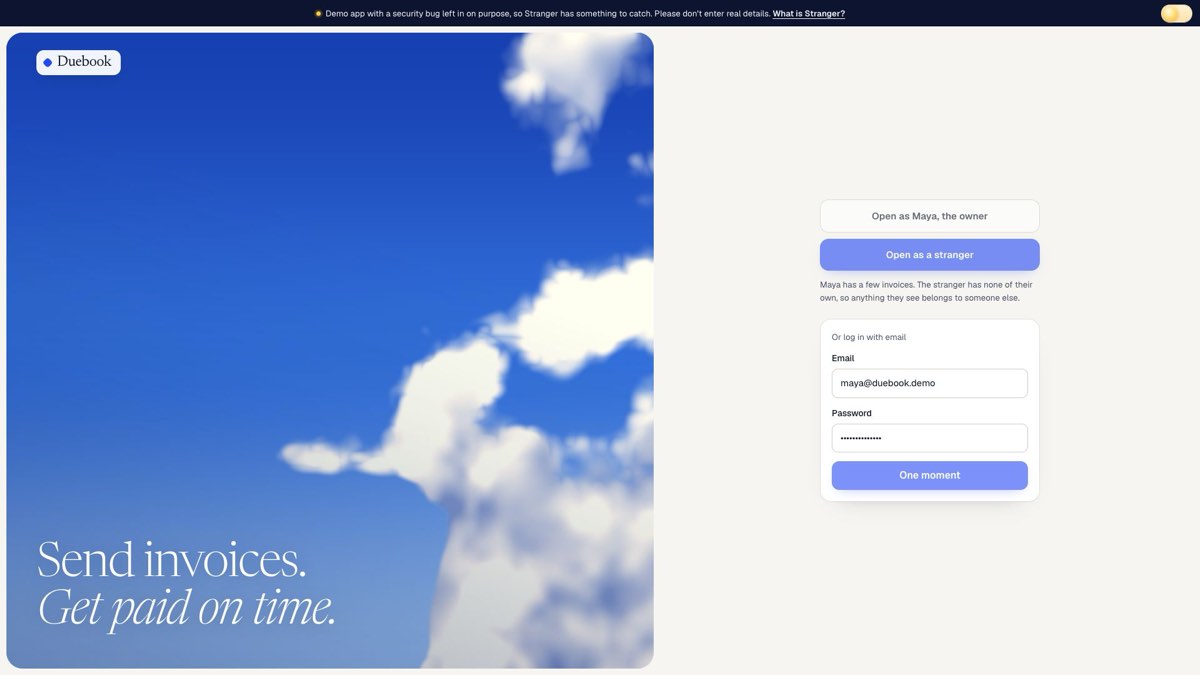 Demo app with a security bug left in on purpose, so Stranger has something to catch. Please don't enter real details. What is Stranger?
Duebook
Send invoices.
Get paid on time.
Open as Maya, the owner
Open as a stranger
Maya has a few invoices. The stranger has none of their
own, so anything they see belongs to someone else.
Or log in with email
Email
maya@duebook.demo
Password
••••••••••••••
One moment